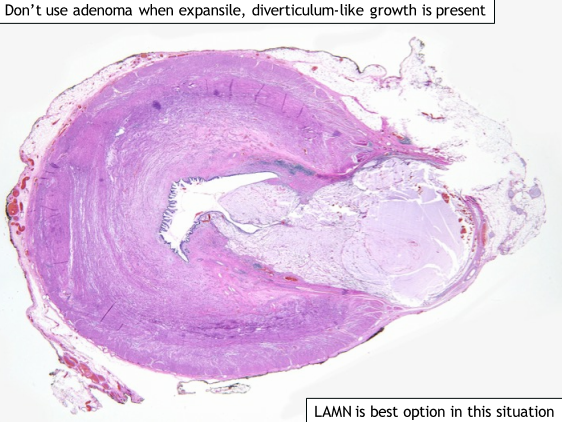 Don't use adenoma when expansile, diverticulum-like growth is present
LAMN is best option in this situation